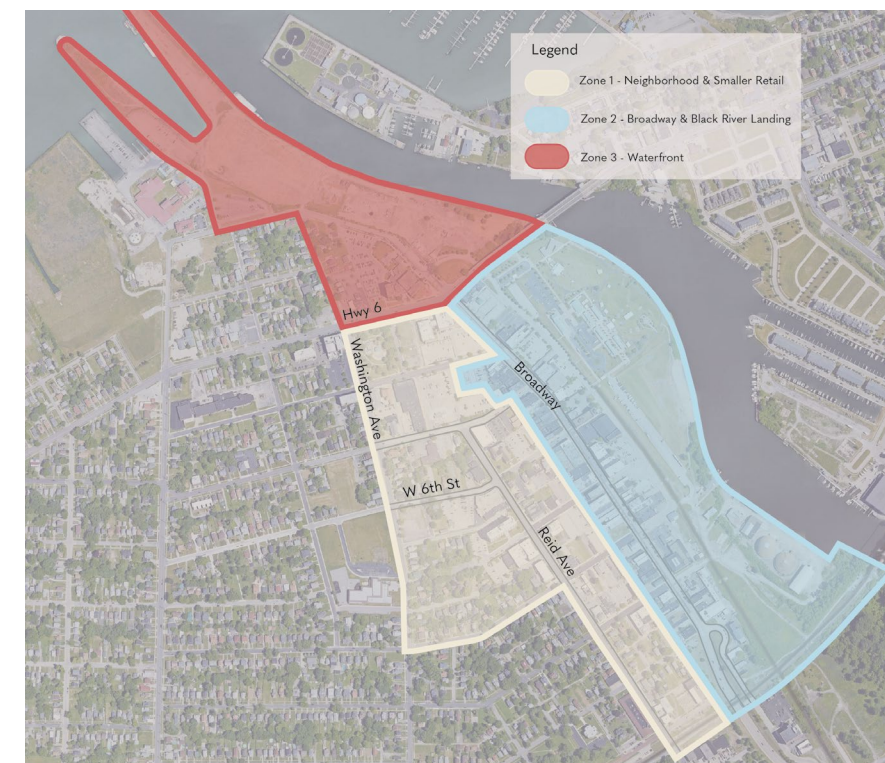 Legend
Zone 1 - Neighborhood & Smaller Retail
Zone 2 - Broadway & Black River Landing
Zone 3 - Waterfront
Hwy 6
Washington Ave
Broadway
W 6th St
Reid Ave